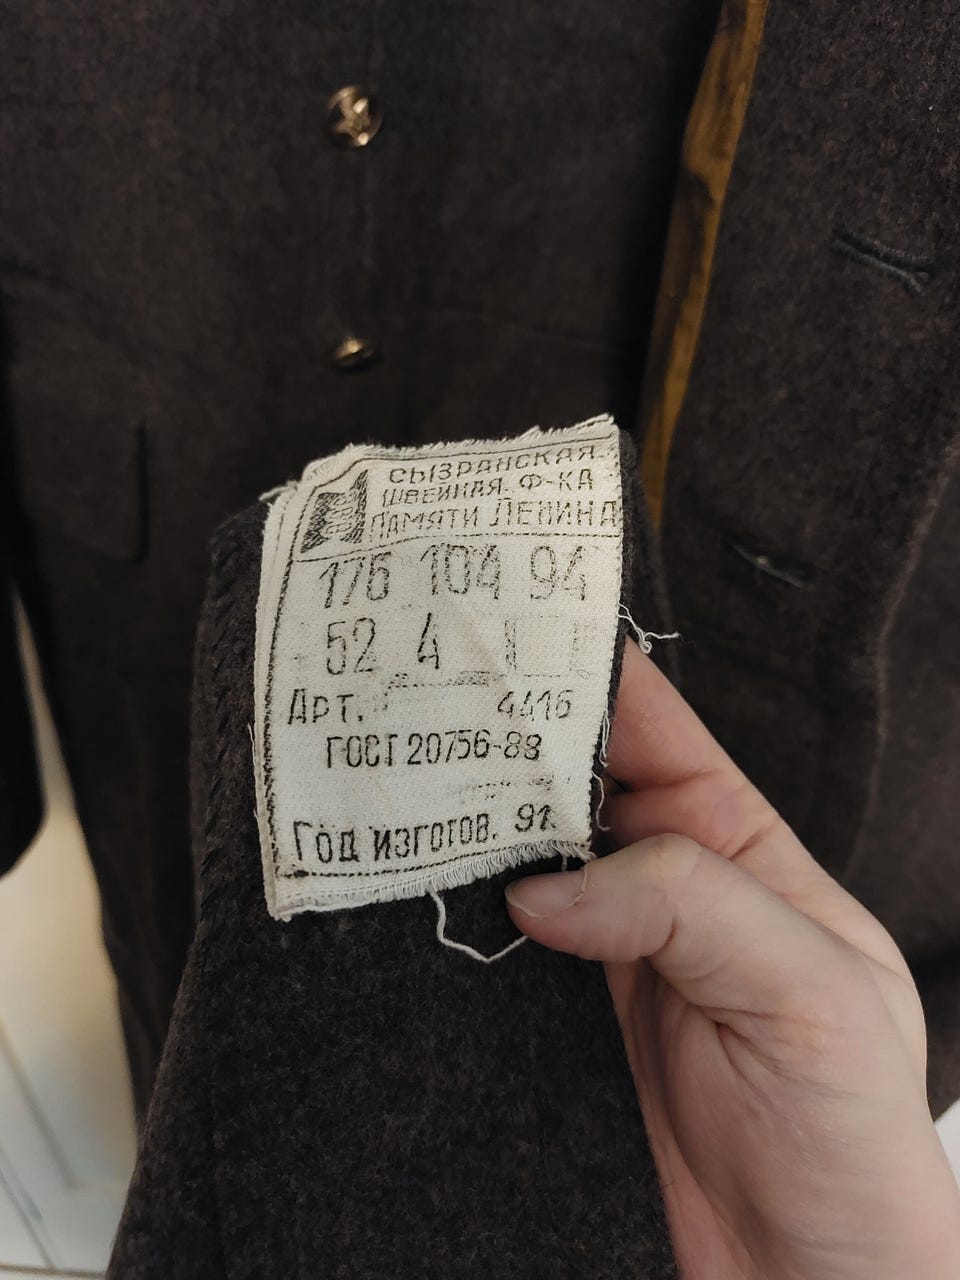 СЫЗРАНСКАЯ
ШВЕЙНАЯ. Ф-КА
ПАМЯТИ ЛЕНИНА
176 104 94
52 4
Арт. 4416
ГОСТ 20756-88
Год изготов. 91